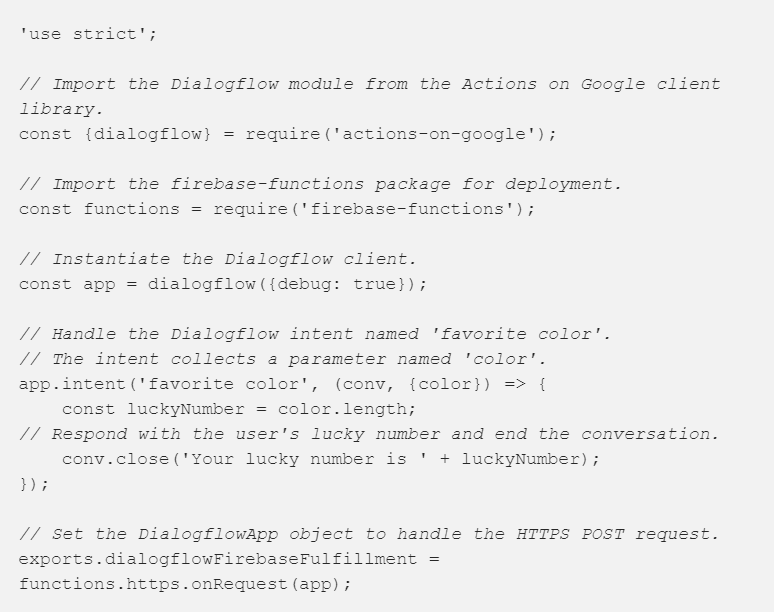 'use strict';
// Import the Dialogflow module from the Actions on Google client
library.
const {dialogflow} = require('actions-on-google');
// Import the firebase-functions package for deployment.
const functions = require('firebase-functions');
// Instantiate the Dialogflow client.
const app = dialogflow({debug: true});
// Handle the Dialogflow intent named 'favorite color'.
// The intent collects a parameter named 'color'.
app.intent('favorite color', (conv, {color}) => {
    const luckyNumber = color.length;
// Respond with the user's lucky number and end the conversation.
    conv.close('Your lucky number is ' + luckyNumber);
});
// Set the DialogflowApp object to handle the HTTPS POST request.
exports.dialogflowFirebaseFulfillment =
functions.https.onRequest(app);